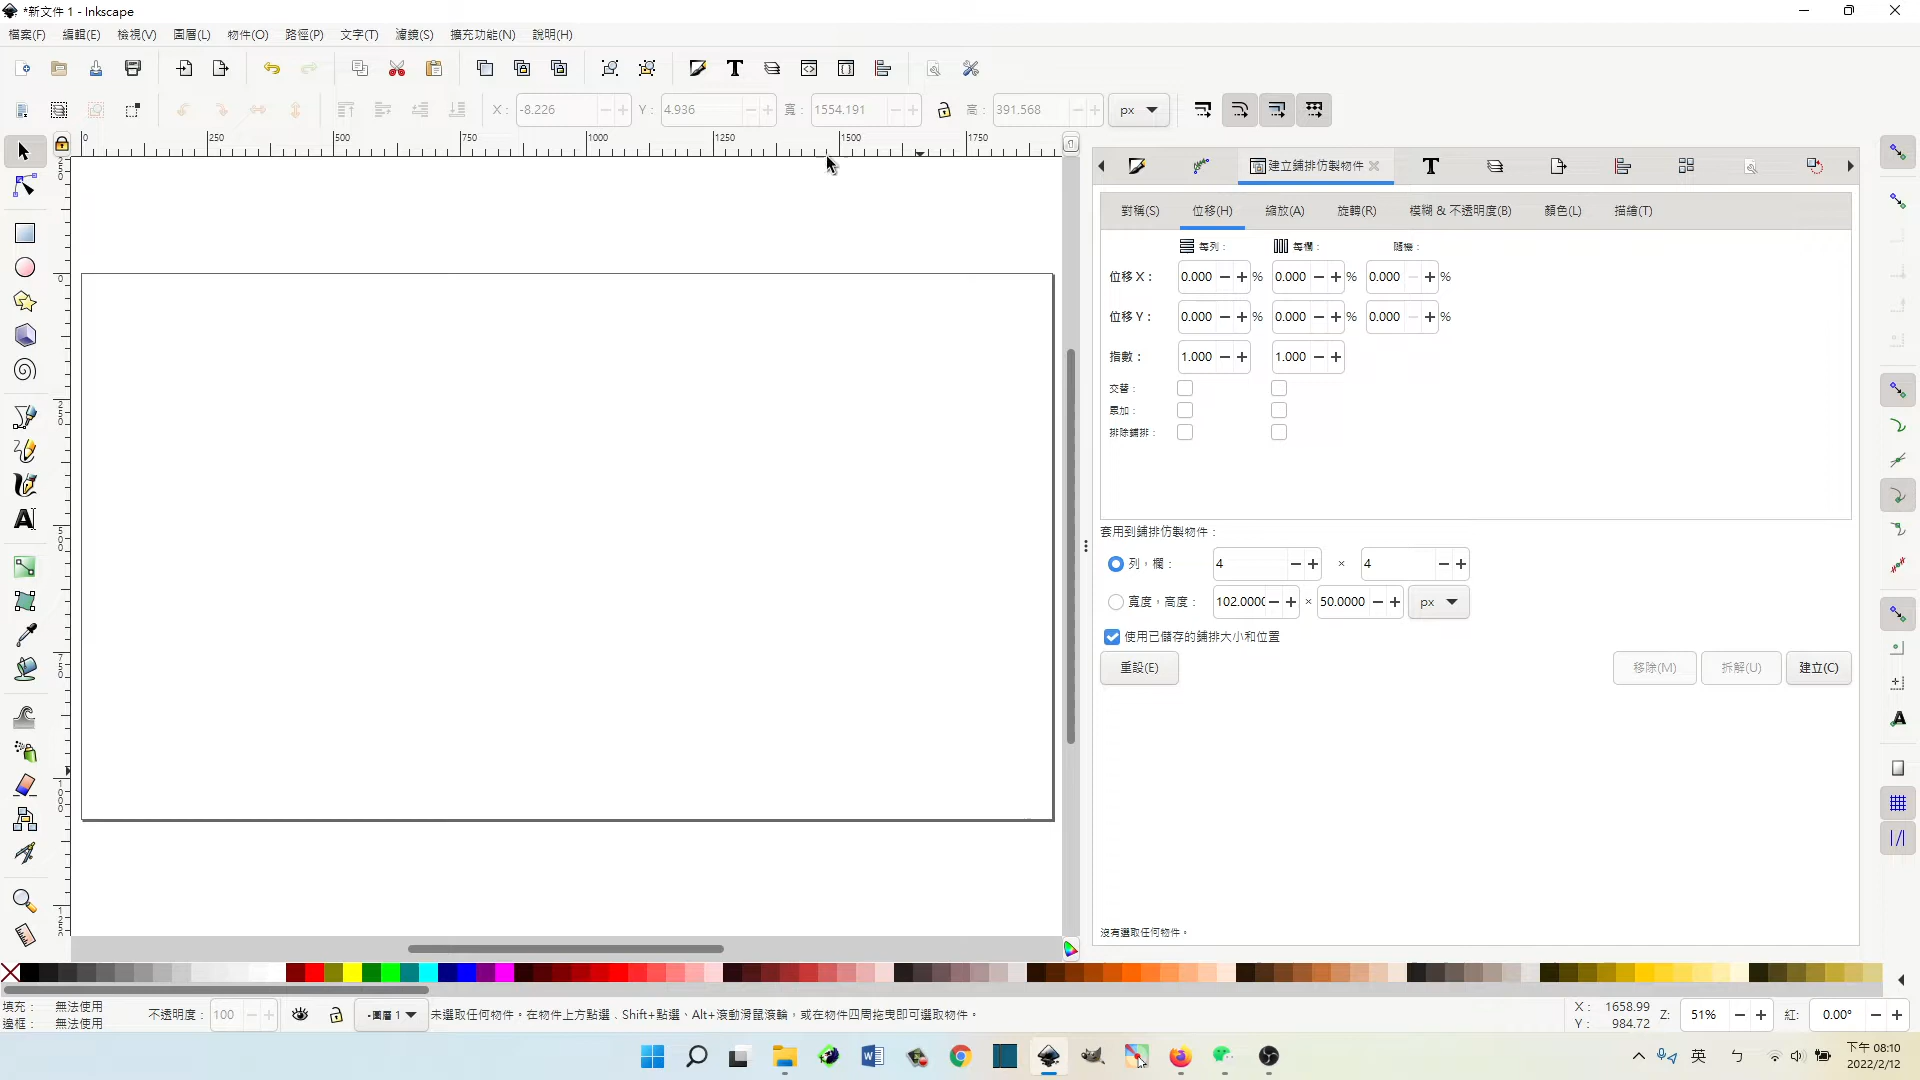 *新文件 1 - Inkscape
檔案(F) 編輯(E) 檢視(V) 圖層(L) 物件(O) 路徑(P) 文字(T) 濾鏡(S) 擴充功能(N) 說明(H)
X： -8.226 Y： 4.936 寬： 1554.191 高： 391.568 px
0 250 500 750 1000 1250 1500 1750
建立鋪排仿製物件
對稱(S) 位移(H) 縮放(A) 旋轉(R) 模糊 & 不透明度(B) 顏色(L) 描繪(T)
每列： 每欄： 隨機：
位移 X： 0.000 % 0.000 % 0.000 %
位移 Y： 0.000 % 0.000 % 0.000 %
指數： 1.000 1.000
交替：
累加：
排除鋪排：
套用到鋪排仿製物件：
列，欄： 4 × 4
寬度，高度： 102.000 × 50.0000 px
使用已儲存的鋪排大小和位置
重設(E) 移除(M) 拆解(U) 建立(C)
沒有選取任何物件。
填充： 無法使用
邊框： 無法使用
不透明度： 100
-圖層 1
未選取任何物件。在物件上方點選、Shift+點選、Alt+滾動滑鼠滾輪，或在物件四周拖曳即可選取物件。
X： 1658.99
Y： 984.72
Z: 51% 紅: 0.00°
英 ㄅ
下午 08:10
2022/2/12